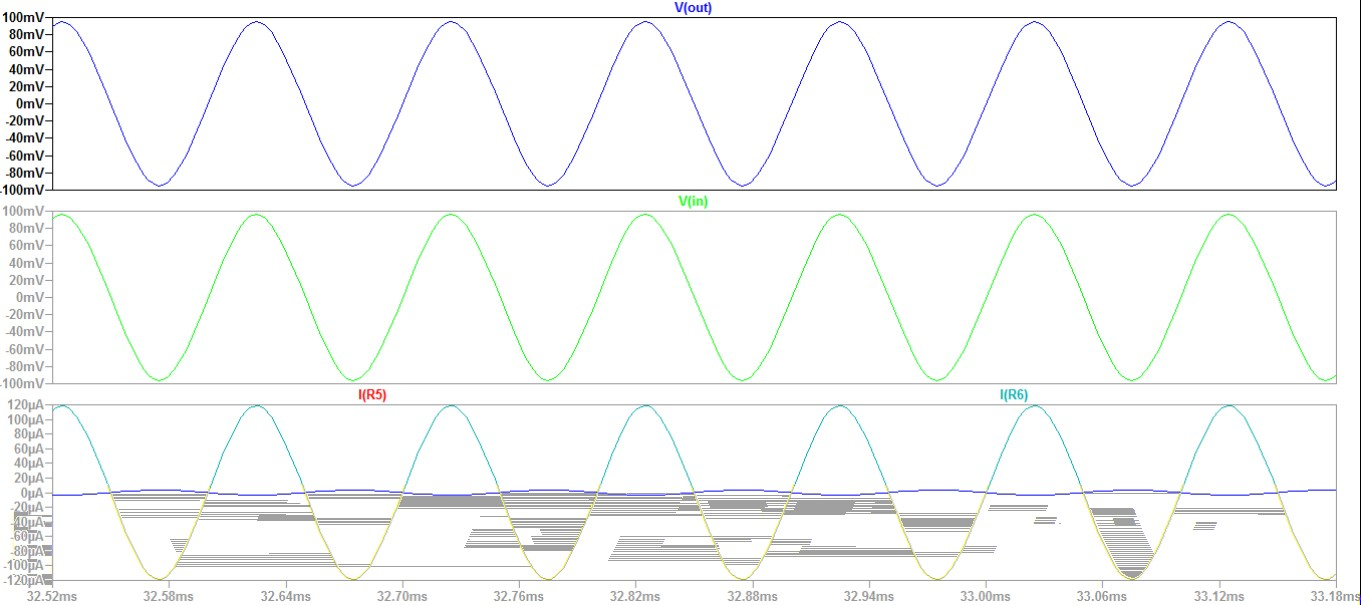 V(out)
100mV
80mV
60mV
40mV
20mV
0mV
-20mV
-40mV
-60mV
-80mV
-100mV
V(in)
100mV
80mV
60mV
40mV
20mV
0mV
-20mV
-40mV
-60mV
-80mV
-100mV
I(R5) I(R6)
120µA
100µA
80µA
60µA
40µA
20µA
0µA
-20µA
-40µA
-60µA
-80µA
-100µA
-120µA
32.52ms 32.58ms 32.64ms 32.70ms 32.76ms 32.82ms 32.88ms 32.94ms 33.00ms 33.06ms 33.12ms 33.18ms